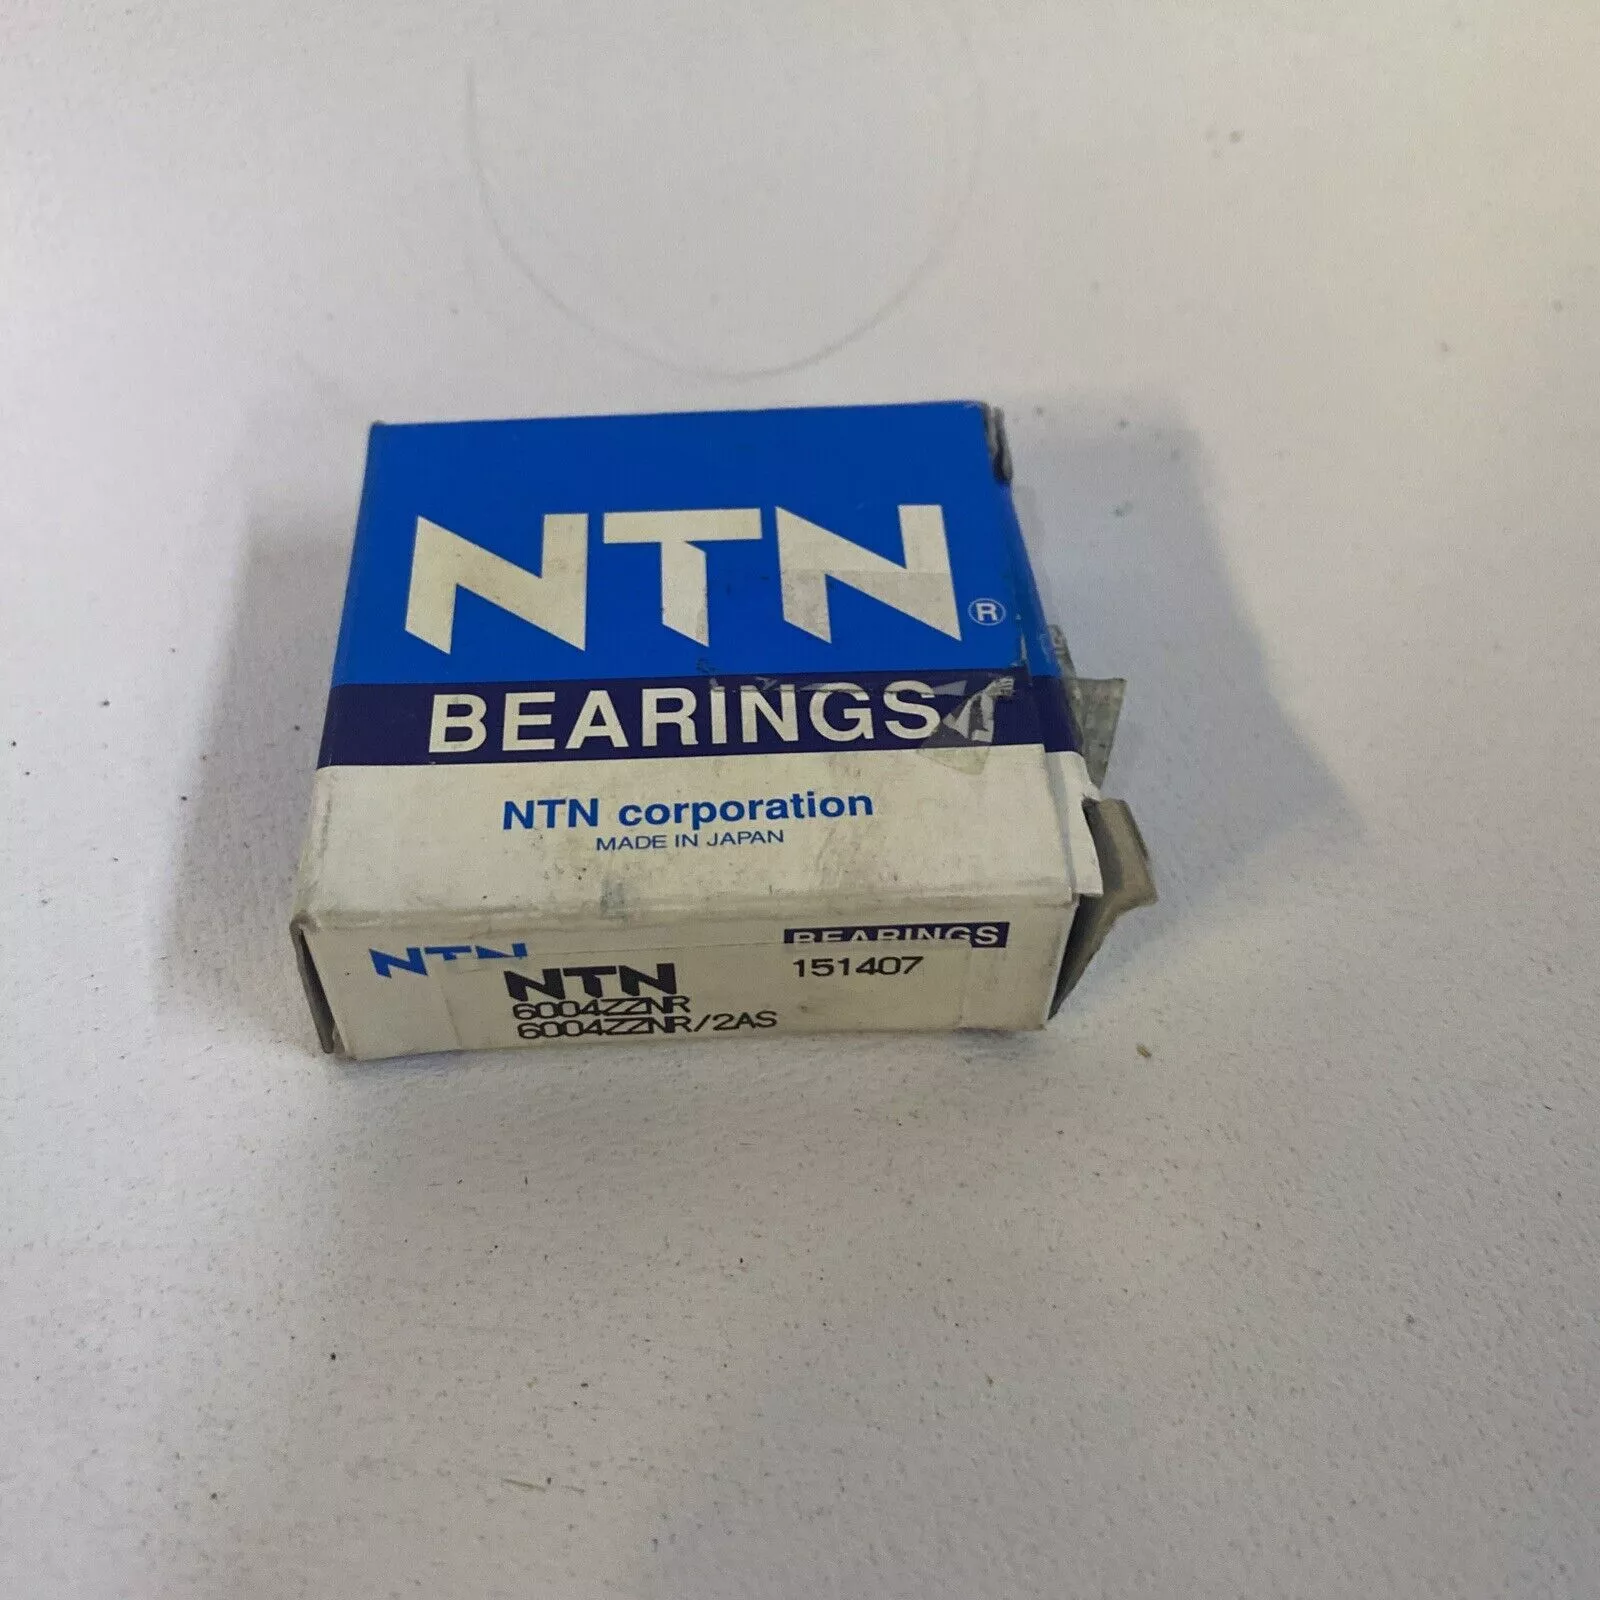 NTN®
BEARINGS
NTN corporation
MADE IN JAPAN
NTN BEARINGS
NTN 151407
6004ZZNR
6004ZZNR/2AS